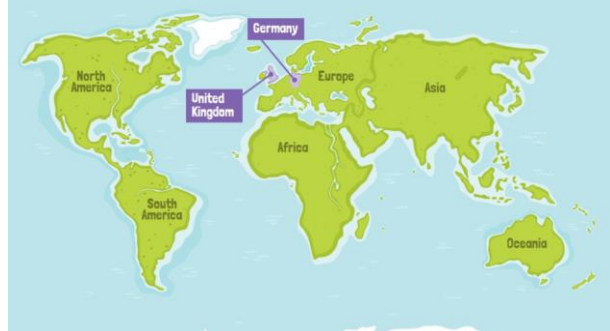 Germany
United
Kingdom
North
America
Europe
Asia
Africa
South
America
Oceania